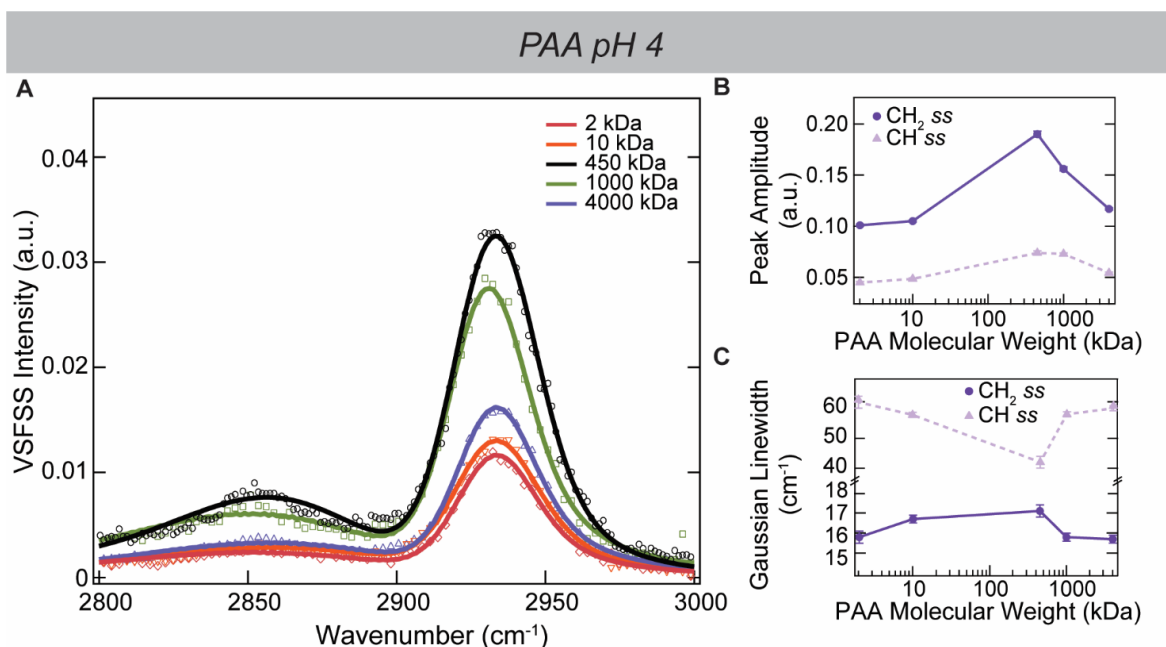 PAA pH 4
A
0.04
0.03
0.02
0.01
0
VSFSS Intensity (a.u.)
2 kDa
10 kDa
450 kDa
1000 kDa
4000 kDa
2800
2850
2900
2950
3000
Wavenumber (cm⁻¹)
B
CH₂ ss
CH ss
0.20
0.15
0.10
0.05
Peak Amplitude
(a.u.)
10
100
1000
PAA Molecular Weight (kDa)
C
CH₂ ss
CH ss
60
50
40
18
17
16
15
Gaussian Linewidth
(cm⁻¹)
10
100
1000
PAA Molecular Weight (kDa)